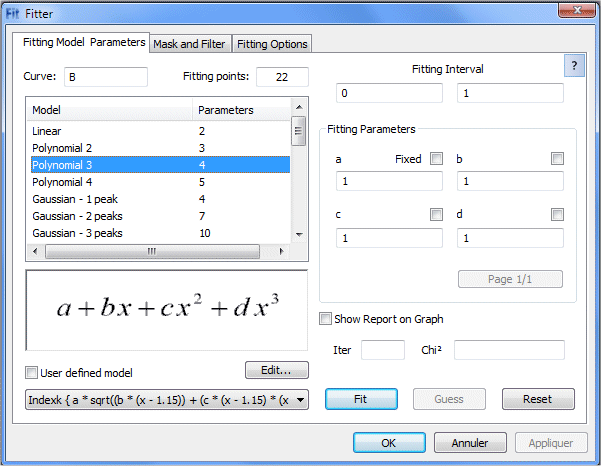 Fit Fitter
Fitting Model Parameters Mask and Filter Fitting Options
Curve: B Fitting points: 22
Model Parameters
Linear 2
Polynomial 2 3
Polynomial 3 4
Polynomial 4 5
Gaussian - 1 peak 4
Gaussian - 2 peaks 7
Gaussian - 3 peaks 10
a + bx + cx² + dx³
User defined model Edit...
Indexk { a * sqrt((b * (x - 1.15)) + (c * (x - 1.15) * (x
?
Fitting Interval
0 1
Fitting Parameters
a Fixed b
1 1
c d
1 1
Page 1/1
Show Report on Graph
Iter Chi²
Fit Guess Reset
OK Annuler Appliquer